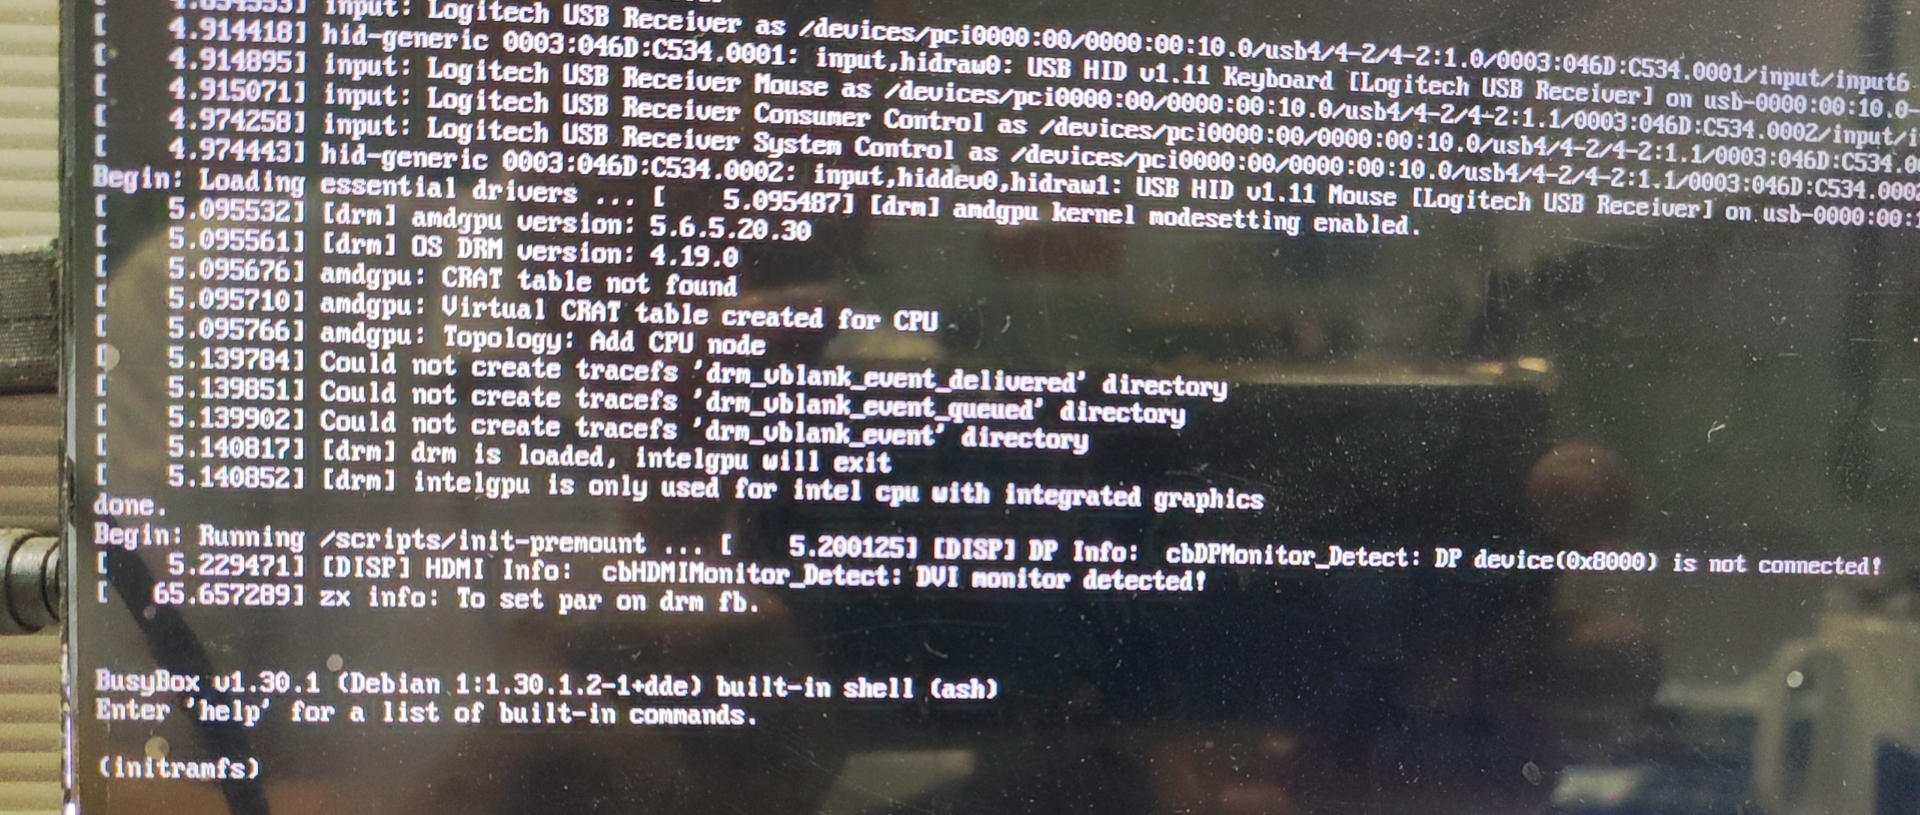 4.894553] input: Logitech USB Receiver as /devices/pci0000:00/0000:00:10.0/usb4/4-2/4-2:1.0/0003:046D:C534.0001/input/input6
[    4.914418] hid-generic 0003:046D:C534.0001: input,hidraw0: USB HID v1.11 Keyboard [Logitech USB Receiver] on usb-0000:00:10.0-
[    4.914895] input: Logitech USB Receiver Mouse as /devices/pci0000:00/0000:00:10.0/usb4/4-2/4-2:1.1/0003:046D:C534.0002/input/i
[    4.915071] input: Logitech USB Receiver Consumer Control as /devices/pci0000:00/0000:00:10.0/usb4/4-2/4-2:1.1/0003:046D:C534.0
[    4.974258] input: Logitech USB Receiver System Control as /devices/pci0000:00/0000:00:10.0/usb4/4-2/4-2:1.1/0003:046D:C534.0002
[    4.974443] hid-generic 0003:046D:C534.0002: input,hiddev0,hidraw1: USB HID v1.11 Mouse [Logitech USB Receiver] on usb-0000:00:
Begin: Loading essential drivers ... [    5.095487] [drm] amdgpu kernel modesetting enabled.
[    5.095532] [drm] amdgpu version: 5.6.5.20.30
[    5.095561] [drm] OS DRM version: 4.19.0
[    5.095676] amdgpu: CRAT table not found
[    5.095710] amdgpu: Virtual CRAT table created for CPU
[    5.095766] amdgpu: Topology: Add CPU node
[    5.139784] Could not create tracefs 'drm_vblank_event_delivered' directory
[    5.139851] Could not create tracefs 'drm_vblank_event_queued' directory
[    5.139902] Could not create tracefs 'drm_vblank_event' directory
[    5.140817] [drm] drm is loaded, intelgpu will exit
[    5.140852] [drm] intelgpu is only used for intel cpu with integrated graphics
done.
Begin: Running /scripts/init-premount ... [    5.200125] [DISP] DP Info:  cbDPMonitor_Detect: DP device(0x8000) is not connected!
[    5.229471] [DISP] HDMI Info:  cbHDMIMonitor_Detect: DVI monitor detected!
[   65.657289] zx info: To set par on drm fb.
BusyBox v1.30.1 (Debian 1:1.30.1.2-1+dde) built-in shell (ash)
Enter 'help' for a list of built-in commands.
(initramfs)